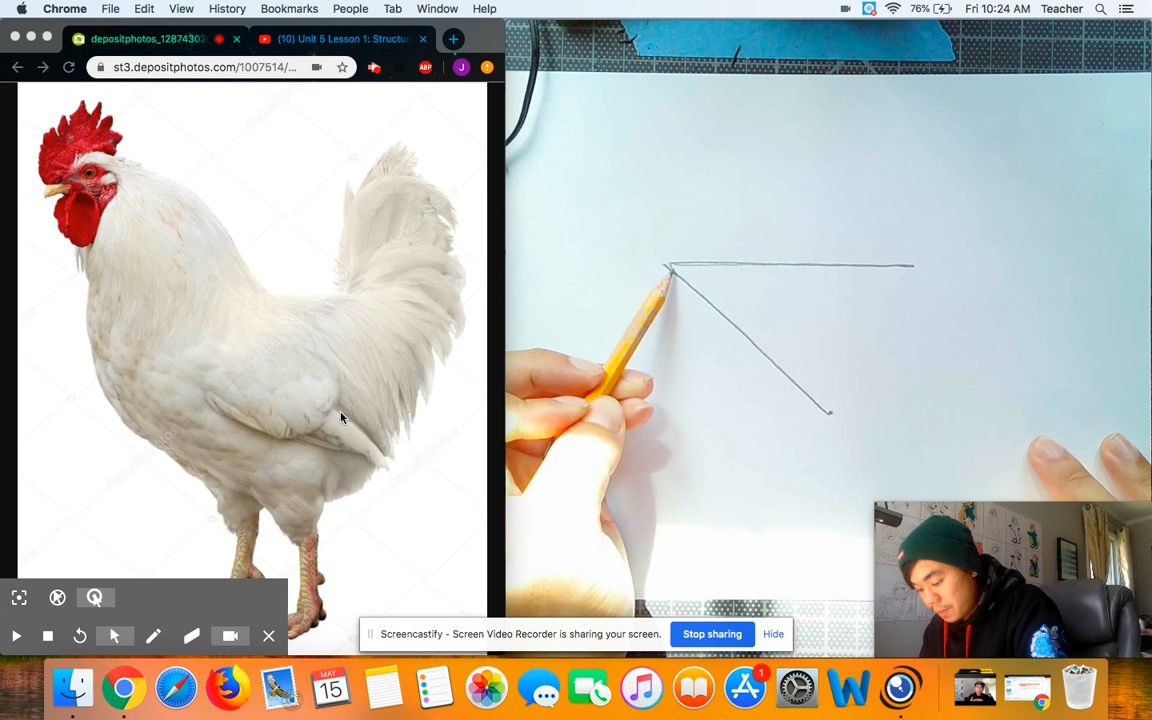 Chrome File Edit View History Bookmarks People Tab Window Help 76% Fri 10:24 AM Teacher
depositphotos_12874302 (10) Unit 5 Lesson 1: Structur
st3.depositphotos.com/1007514/... ABP J
Screencastify - Screen Video Recorder is sharing your screen. Stop sharing Hide
MAY
15
1